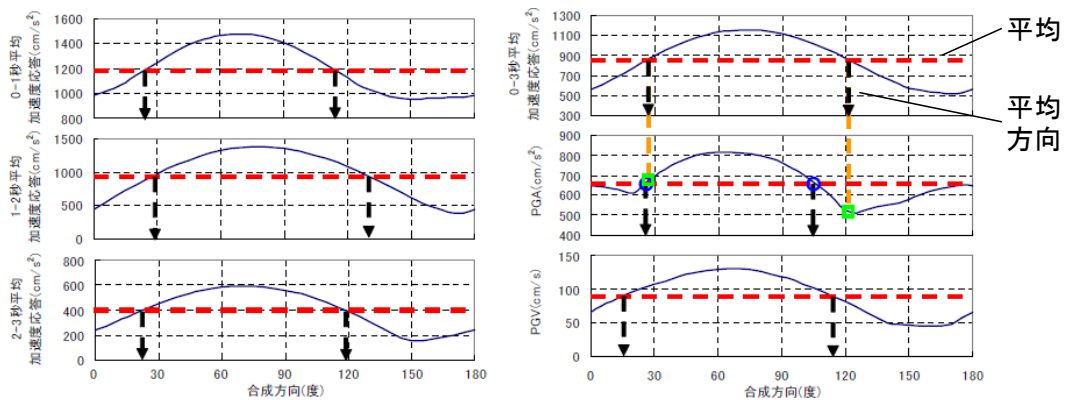 0-1秒平均
加速度応答(cm/s²)
1600
1400
1200
1000
800
1-2秒平均
加速度応答(cm/s²)
1500
1000
500
0
2-3秒平均
加速度応答(cm/s²)
800
600
400
200
0
0 30 60 90 120 150 180
合成方向(度)
0-3秒平均
加速度応答(cm/s²)
1300
1100
900
700
500
300
平均
平均
方向
PGA(cm/s²)
900
800
700
600
500
400
PGV(cm/s)
150
100
50
0
0 30 60 90 120 150 180
合成方向(度)